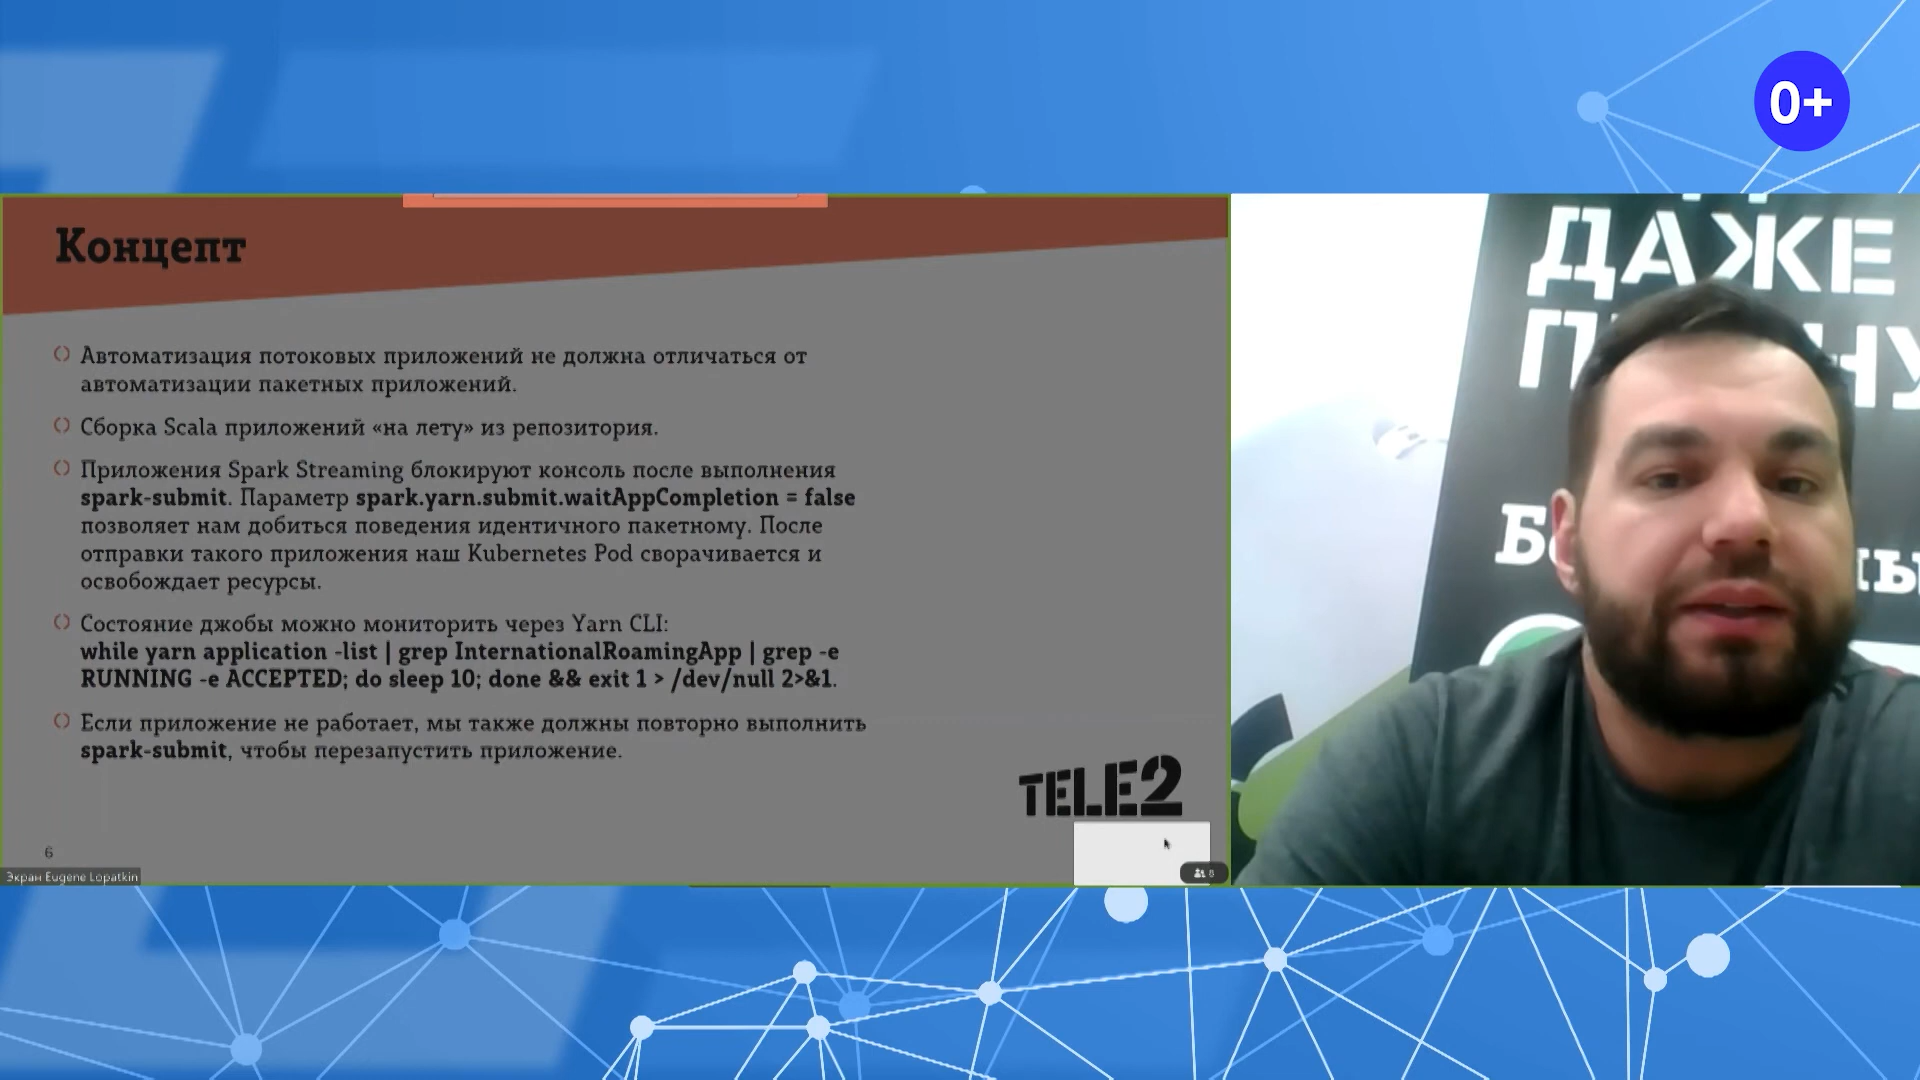 0+
Концепт
Автоматизация потоковых приложений не должна отличаться от
автоматизации пакетных приложений.
Сборка Scala приложений «на лету» из репозитория.
Приложения Spark Streaming блокируют консоль после выполнения
spark-submit. Параметр spark.yarn.submit.waitAppCompletion = false
позволяет нам добиться поведения идентичного пакетному. После
отправки такого приложения наш Kubernetes Pod сворачивается и
освобождает ресурсы.
Состояние джобы можно мониторить через Yarn CLI:
while yarn application -list | grep InternationalRoamingApp | grep -e
RUNNING -e ACCEPTED; do sleep 10; done && exit 1 > /dev/null 2>&1.
Если приложение не работает, мы также должны повторно выполнить
spark-submit, чтобы перезапустить приложение.
TELE2
6
8
Экран Eugene Lopatkin
ДАЖЕ